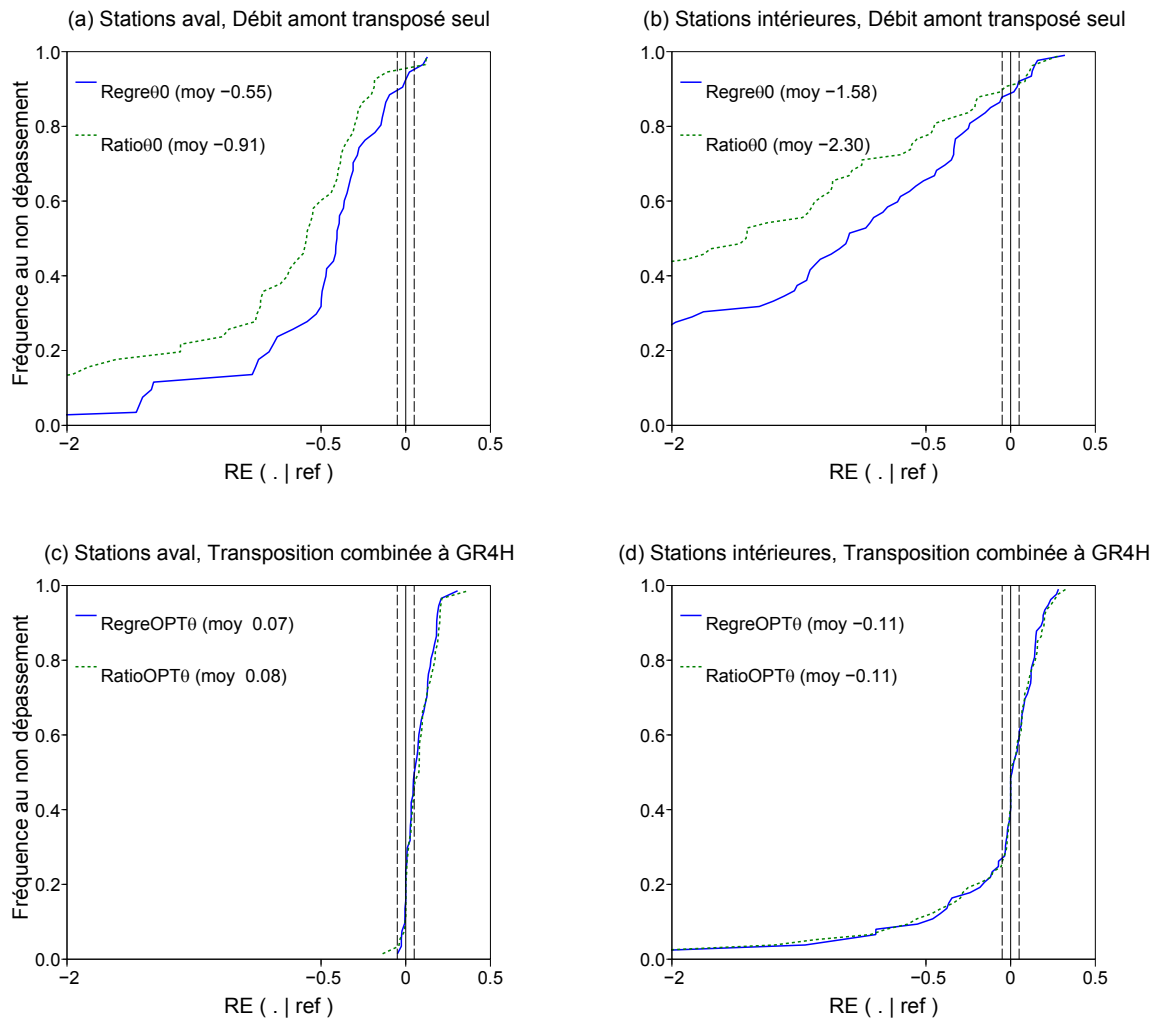 (a) Stations aval, Débit amont transposé seul
Fréquence au non dépassement
1.0
0.8
0.6
0.4
0.2
0.0
Regreθ0 (moy −0.55)
Ratioθ0 (moy −0.91)
−2
−0.5
0
0.5
RE ( . | ref )
(b) Stations intérieures, Débit amont transposé seul
1.0
0.8
0.6
0.4
0.2
0.0
Regreθ0 (moy −1.58)
Ratioθ0 (moy −2.30)
−2
−0.5
0
0.5
RE ( . | ref )
(c) Stations aval, Transposition combinée à GR4H
Fréquence au non dépassement
1.0
0.8
0.6
0.4
0.2
0.0
RegreOPTθ (moy 0.07)
RatioOPTθ (moy 0.08)
−2
−0.5
0
0.5
RE ( . | ref )
(d) Stations intérieures, Transposition combinée à GR4H
1.0
0.8
0.6
0.4
0.2
0.0
RegreOPTθ (moy −0.11)
RatioOPTθ (moy −0.11)
−2
−0.5
0
0.5
RE ( . | ref )